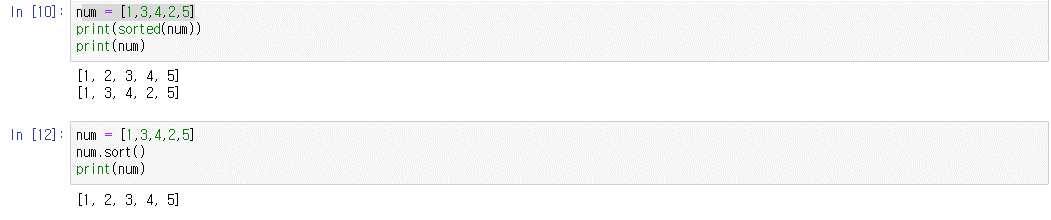 In [10]: num = [1,3,4,2,5]
print(sorted(num))
print(num)
[1, 2, 3, 4, 5]
[1, 3, 4, 2, 5]
In [12]: num = [1,3,4,2,5]
num.sort()
print(num)
[1, 2, 3, 4, 5]